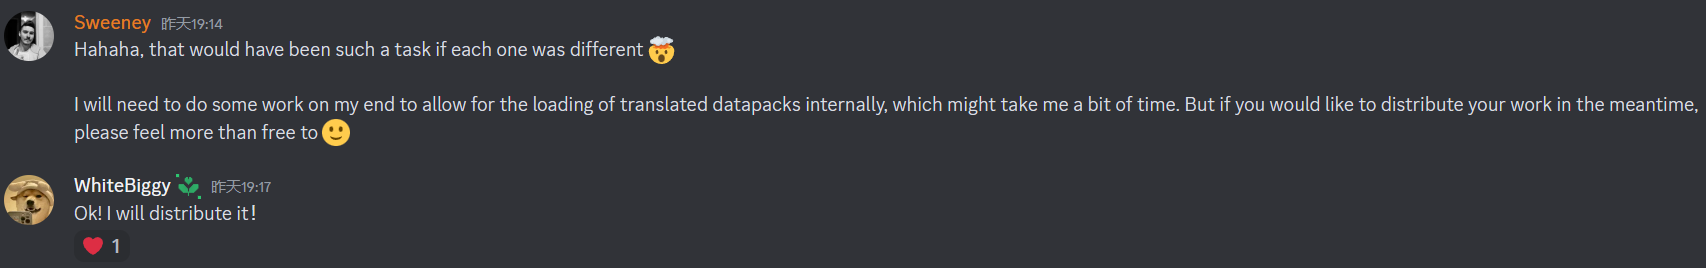 Sweeney 昨天19:14
Hahaha, that would have been such a task if each one was different 🤯
I will need to do some work on my end to allow for the loading of translated datapacks internally, which might take me a bit of time. But if you would like to distribute your work in the meantime,
please feel more than free to 🙂
WhiteBiggy 昨天19:17
Ok! I will distribute it！
❤️ 1